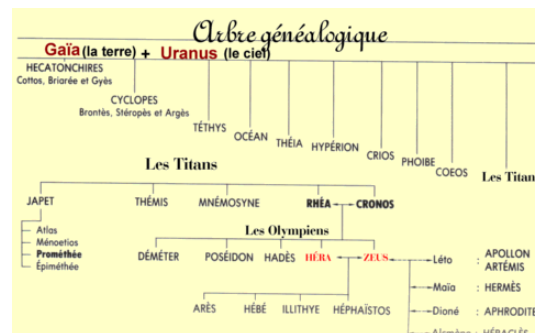 Arbre généalogique
Gaïa (la terre) + Uranus (le ciel)
HECATONCHIRES
Cottos, Briarée et Gyès
CYCLOPES
Brontès, Stéropès et Argès
TÉTHYS
OCÉAN
THÉIA
HYPÉRION
CRIOS
PHOIBE
COEOS
Les Titan
Les Titans
JAPET
THÉMIS
MNÉMOSYNE
RHÉA
CRONOS
Atlas
Ménoetios
Prométhée
Épiméthée
Les Olympiens
DÉMÉTER
POSÉIDON
HADÈS
HÉRA
ZEUS
Léto : APOLLON
ARTÉMIS
Maïa : HERMÈS
Dioné : APHRODITE
ARÈS
HÉBÉ
ILLITHYE
HÉPHAÏSTOS